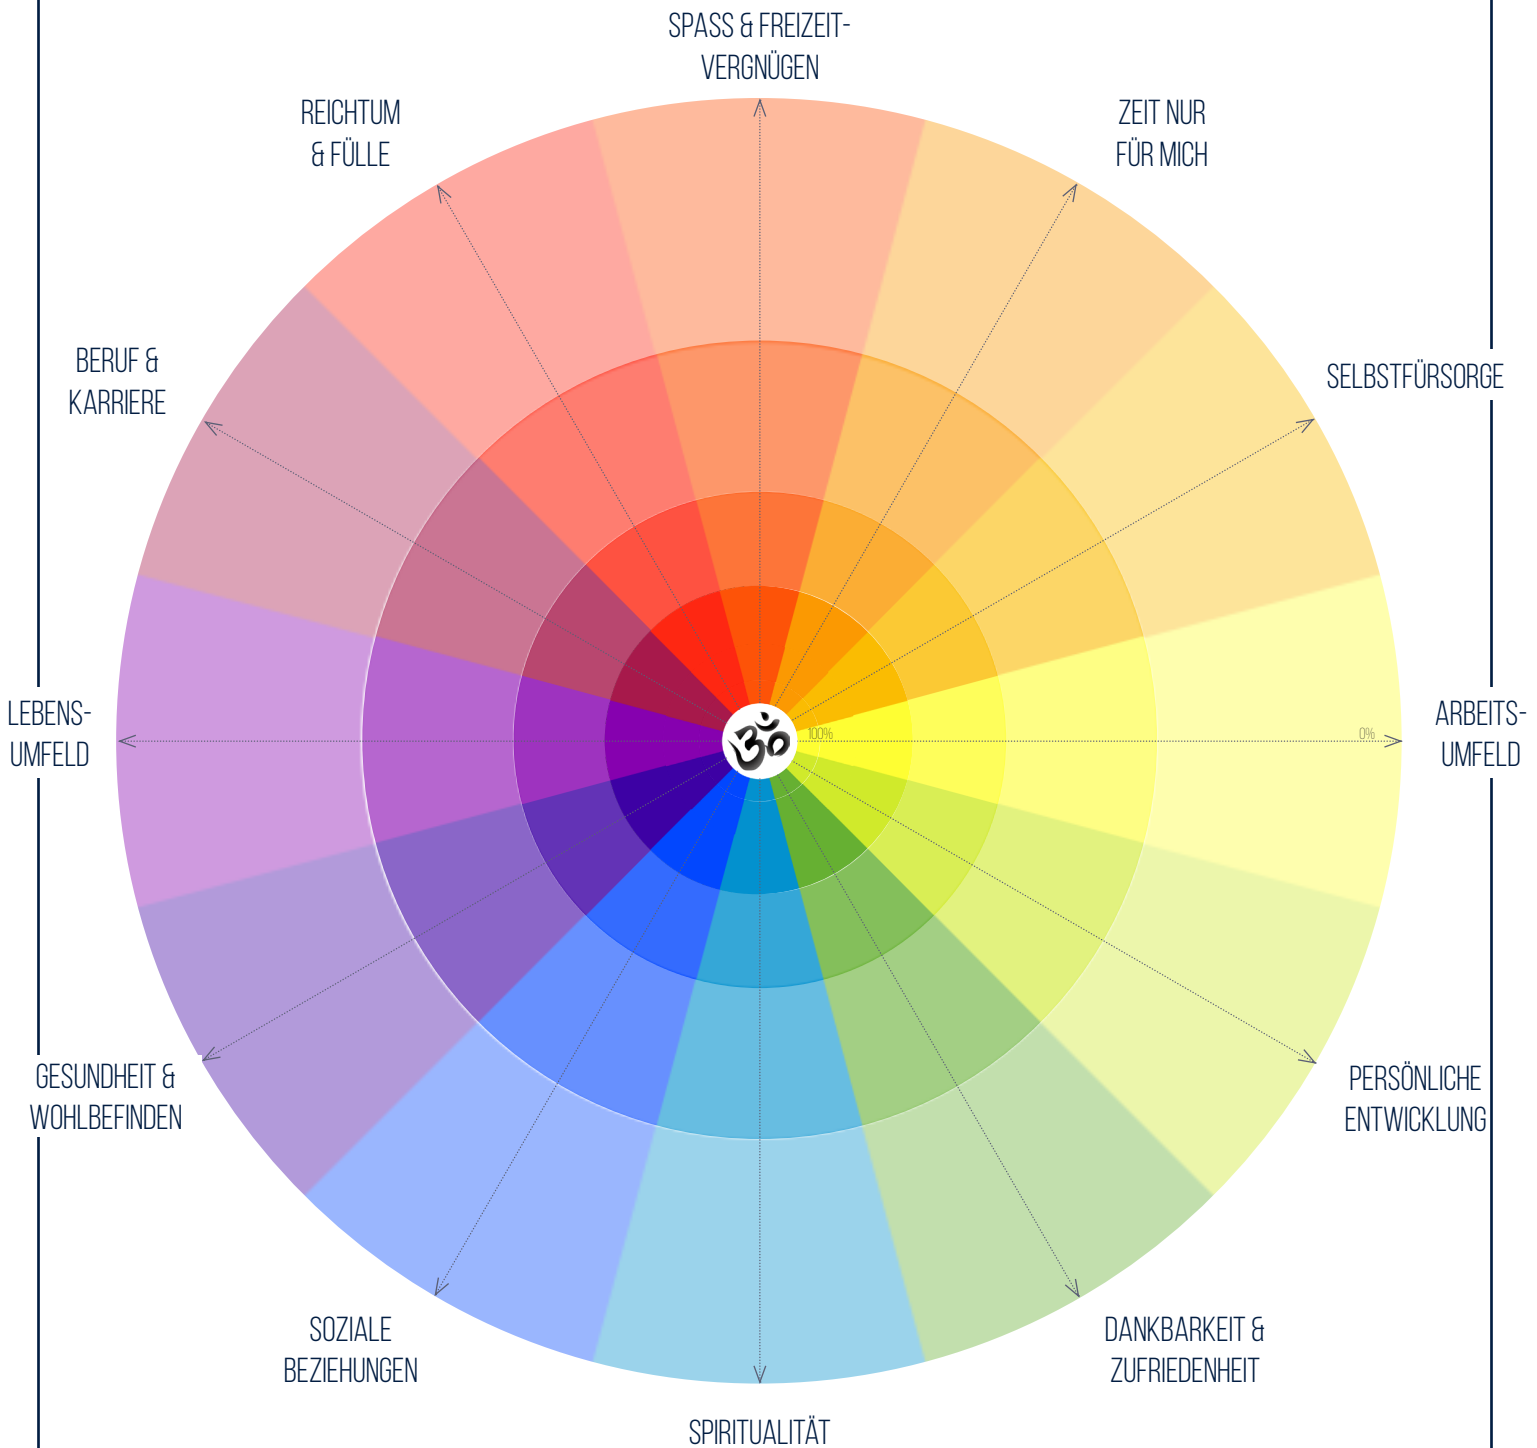 SPASS & FREIZEIT-
VERGNÜGEN
REICHTUM
& FÜLLE
ZEIT NUR
FÜR MICH
BERUF &
KARRIERE
SELBSTFÜRSORGE
LEBENS-
UMFELD
ॐ
100%
0%
ARBEITS-
UMFELD
GESUNDHEIT &
WOHLBEFINDEN
PERSÖNLICHE
ENTWICKLUNG
SOZIALE
BEZIEHUNGEN
DANKBARKEIT &
ZUFRIEDENHEIT
SPIRITUALITÄT